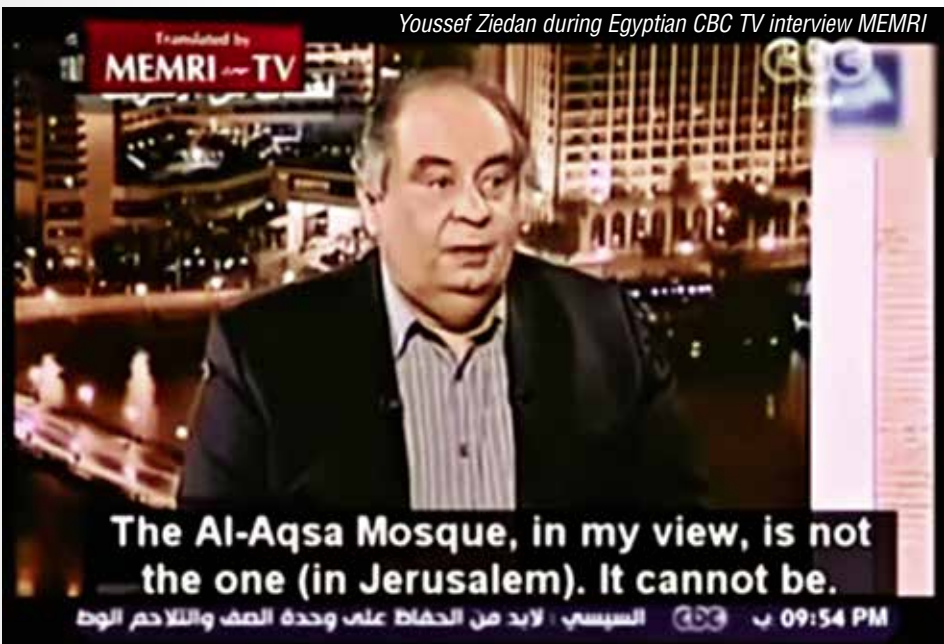 Youssef Ziedan during Egyptian CBC TV interview MEMRI
Translated by
MEMRI TV
CBC
The Al-Aqsa Mosque, in my view, is not
the one (in Jerusalem). It cannot be.
السيسي : لابد من الحفاظ على وحدة الصف والتلاحم الوط
CBC
09:54 PM ب